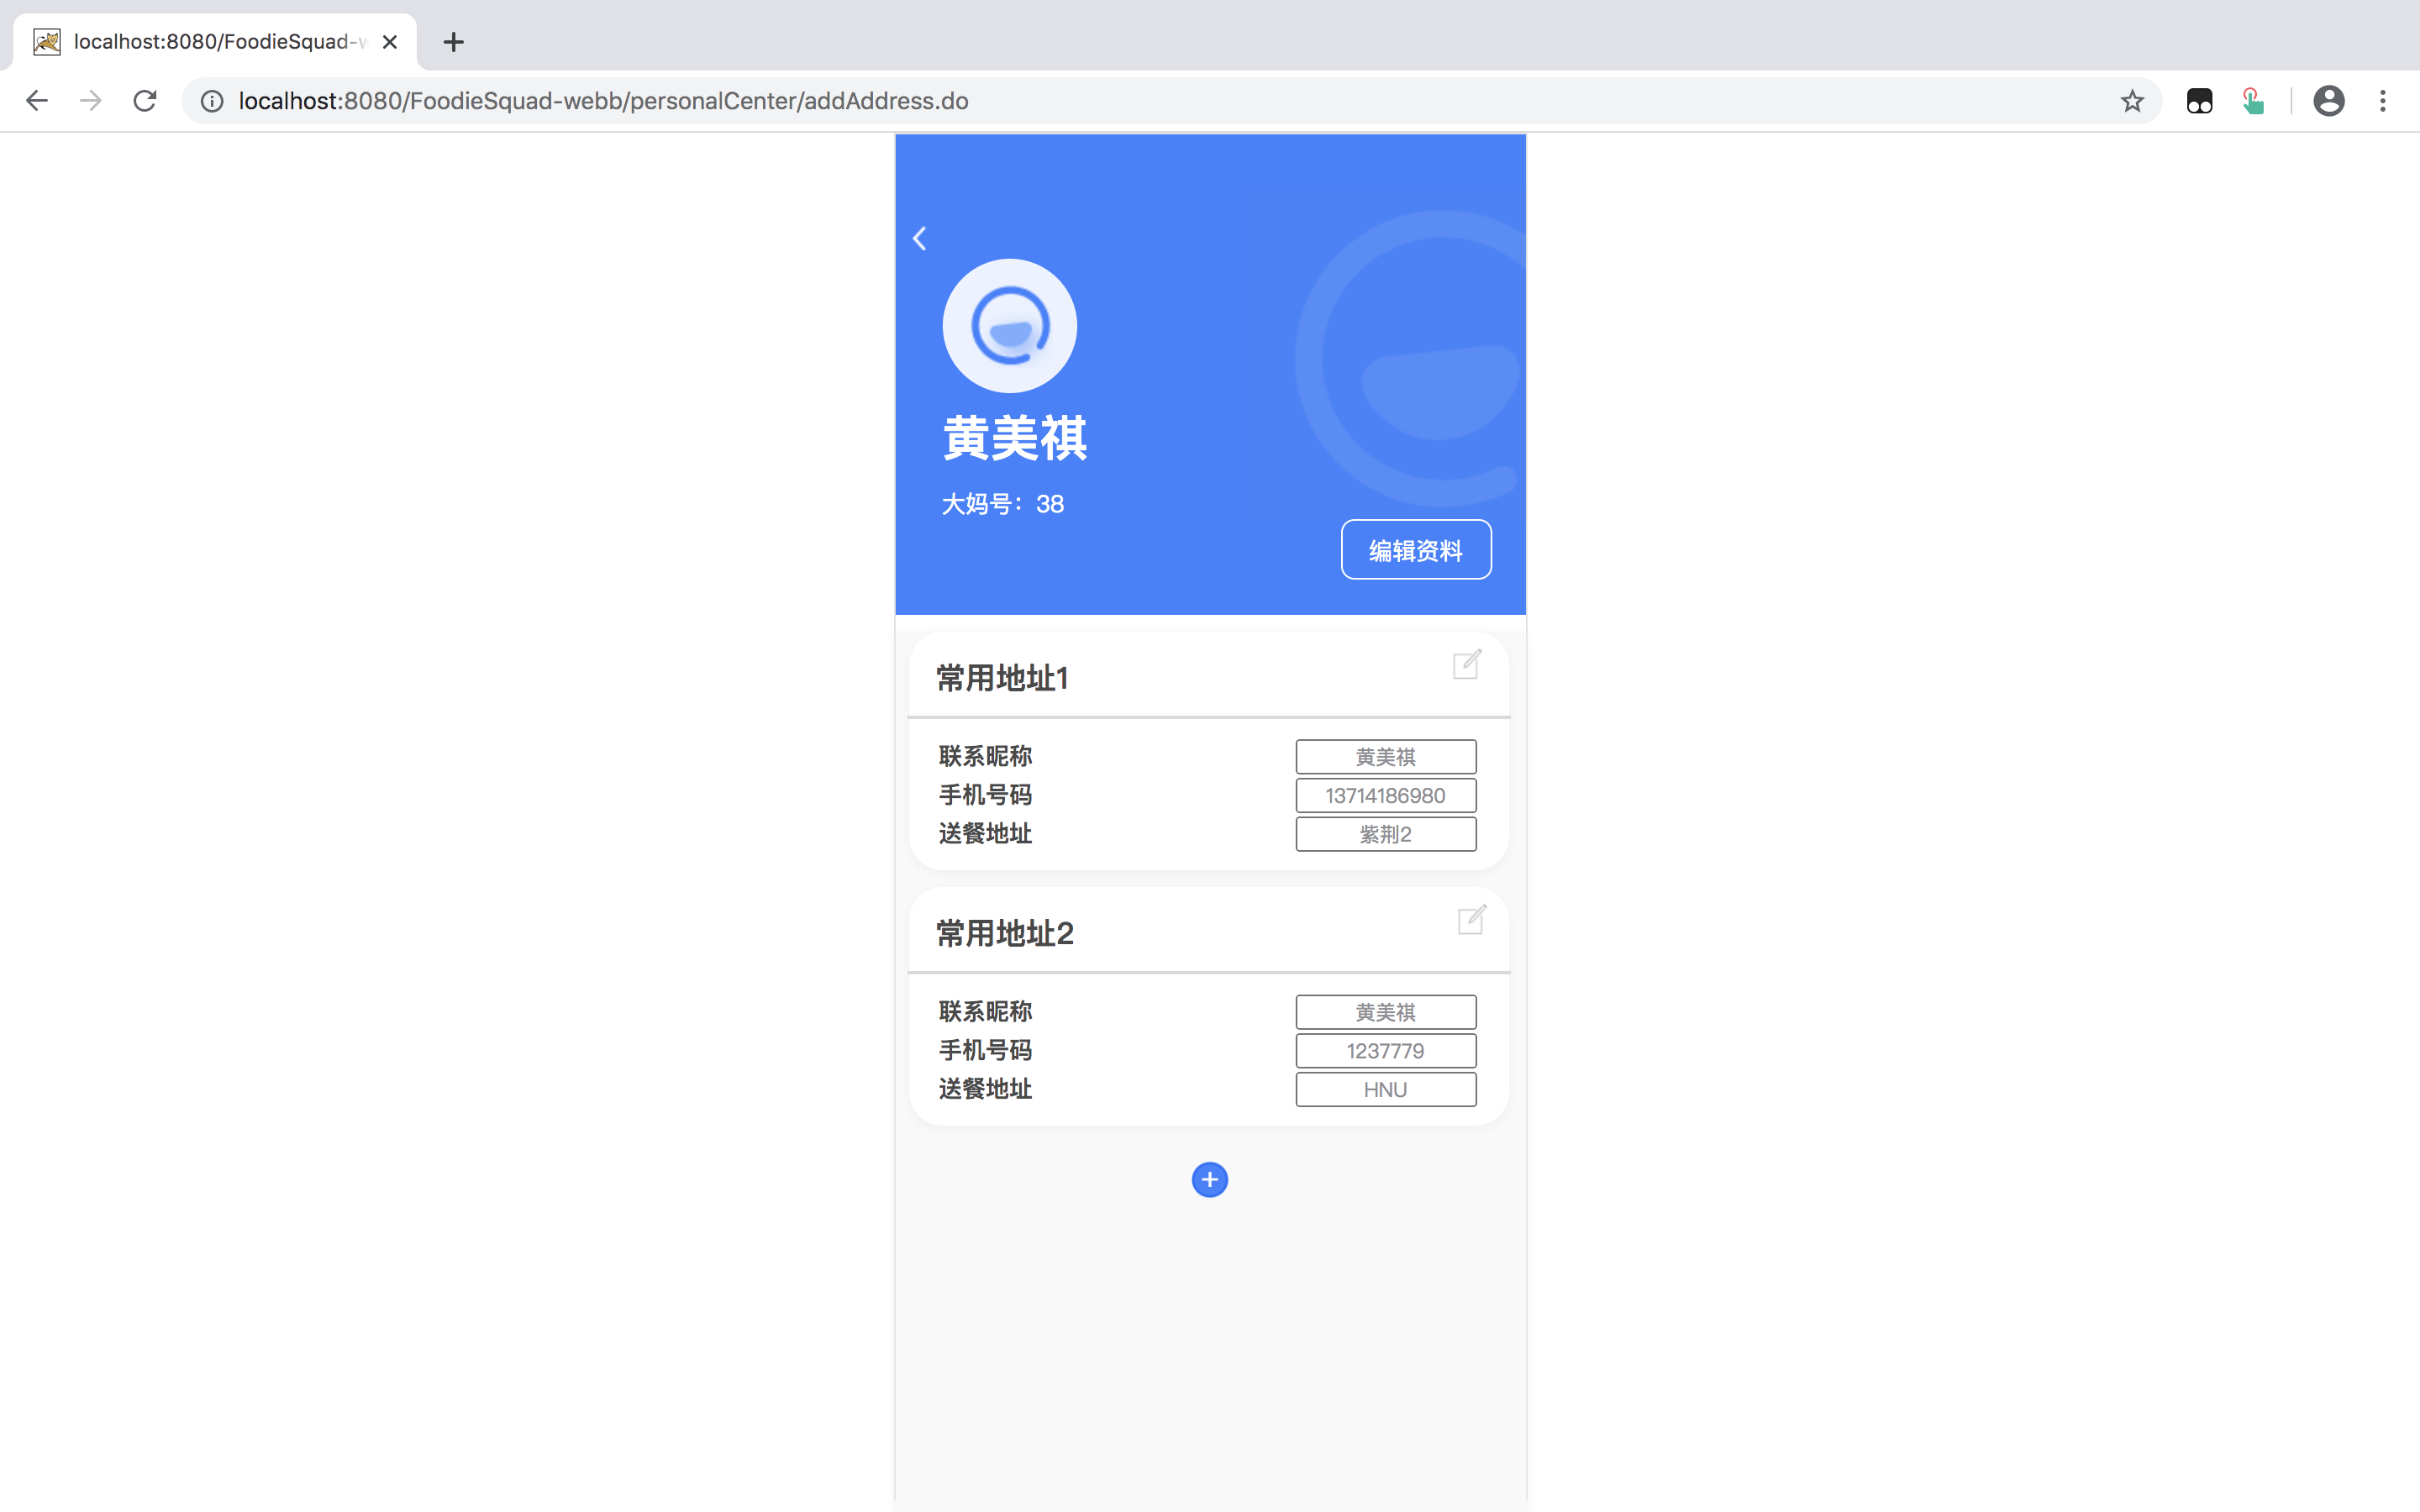 localhost:8080/FoodieSquad-w
localhost:8080/FoodieSquad-webb/personalCenter/addAddress.do
黄美祺
大妈号：38
编辑资料
常用地址1
联系昵称 黄美祺
手机号码 13714186980
送餐地址 紫荆2
常用地址2
联系昵称 黄美祺
手机号码 1237779
送餐地址 HNU